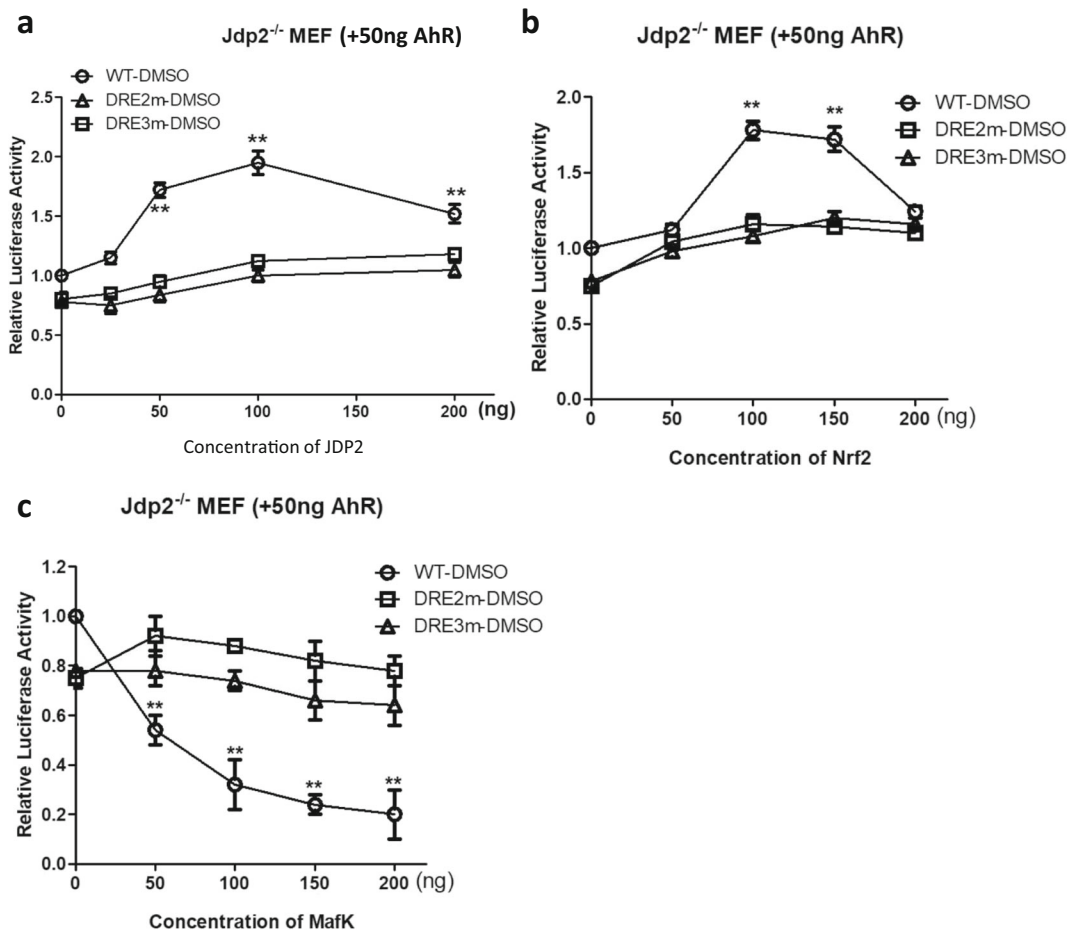 a
Jdp2-/- MEF (+50ng AhR)
WT-DMSO
DRE2m-DMSO
DRE3m-DMSO
Relative Luciferase Activity
2.5
2.0
1.5
1.0
0.5
0.0
**
**
**
0
50
100
150
200
(ng)
Concentration of JDP2
b
Jdp2-/- MEF (+50ng AhR)
WT-DMSO
DRE2m-DMSO
DRE3m-DMSO
Relative Luciferase Activity
2.0
1.5
1.0
0.5
0.0
**
**
0
50
100
150
200
(ng)
Concentration of Nrf2
c
Jdp2-/- MEF (+50ng AhR)
WT-DMSO
DRE2m-DMSO
DRE3m-DMSO
Relative Luciferase Activity
1.2
1.0
0.8
0.6
0.4
0.2
0.0
**
**
**
**
0
50
100
150
200
(ng)
Concentration of MafK